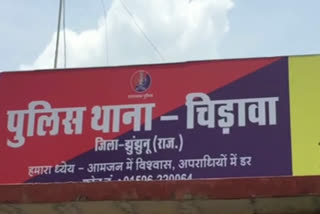 पुलिस थाना - चिड़ावा
जिला-झुंझुनू (राज.)
हमारा ध्येय - आमजन में विश्वास, अपराधियों में डर